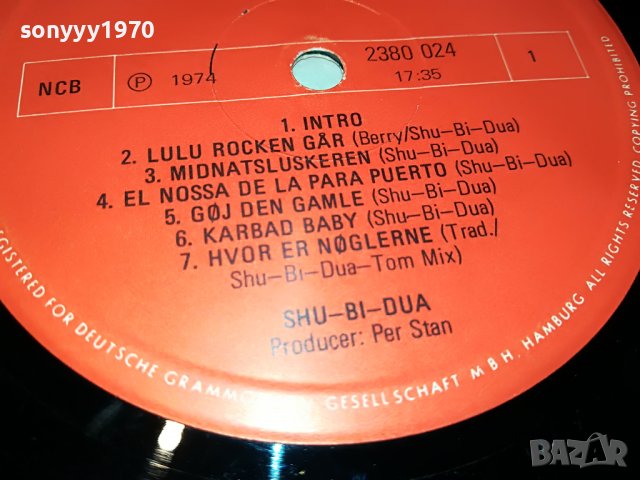 sonyyy1970
NCB
Ⓟ 1974
2380 024
17:35
1
1. INTRO
2. LULU ROCKEN GÅR (Berry/Shu-Bi-Dua)
3. MIDNATSLUSKEREN (Shu-Bi-Dua)
4. EL NOSSA DE LA PARA PUERTO (Shu-Bi-Dua)
5. GØJ DEN GAMLE (Shu-Bi-Dua)
6. KARBAD BABY (Shu-Bi-Dua)
7. HVOR ER NØGLERNE (Trad./
Shu-Bi-Dua-Tom Mix)
SHU-BI-DUA
Producer: Per Stan
REGISTERED FOR DEUTSCHE GESELLSCHAFT M B H, HAMBURG ALL RIGHTS RESERVED COPYING PROHIBITED
BAZAR